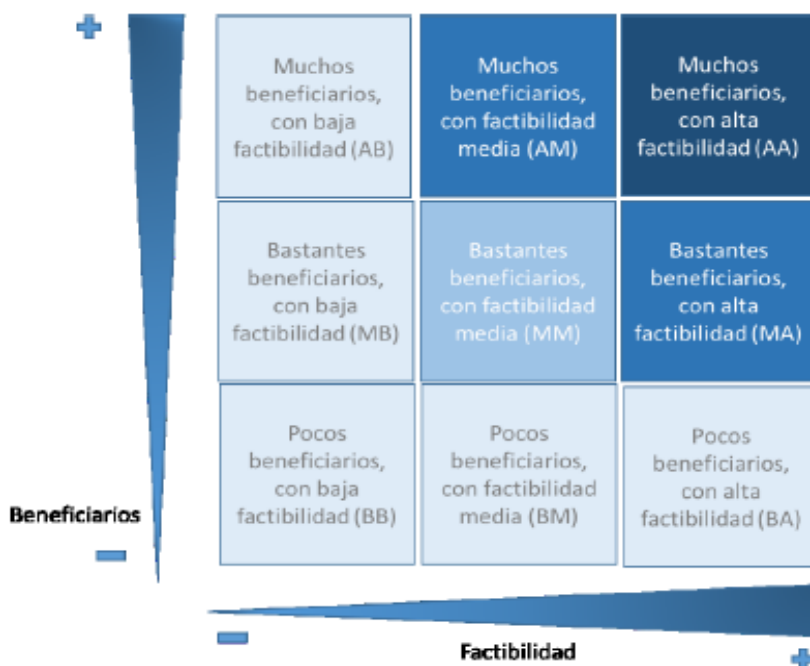 Muchos
beneficiarios,
con baja
factibilidad (AB)
Muchos
beneficiarios,
con factibilidad
media (AM)
Muchos
beneficiarios,
con alta
factibilidad (AA)
Bastantes
beneficiarios,
con baja
factibilidad (MB)
Bastantes
beneficiarios,
con factibilidad
media (MM)
Bastantes
beneficiarios,
con alta
factibilidad (MA)
Pocos
beneficiarios,
con baja
factibilidad (BB)
Pocos
beneficiarios,
con factibilidad
media (BM)
Pocos
beneficiarios,
con alta
factibilidad (BA)
Beneficiarios
Factibilidad